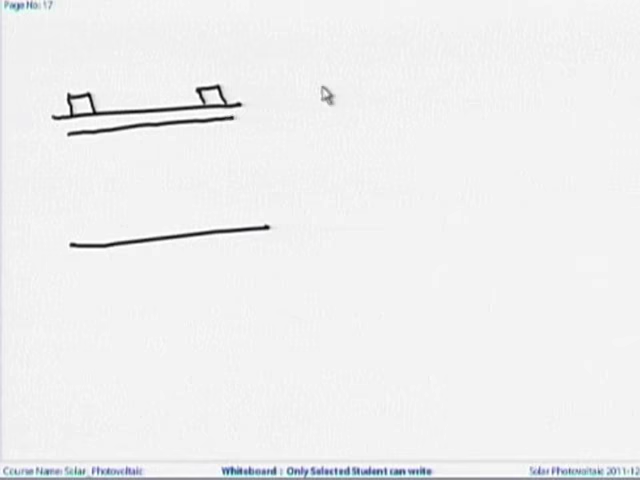 Page No: 17
Course Name: Solar_Photovoltaic
Whiteboard : Only Selected Student can write
Solar Photovoltaic 2011-12